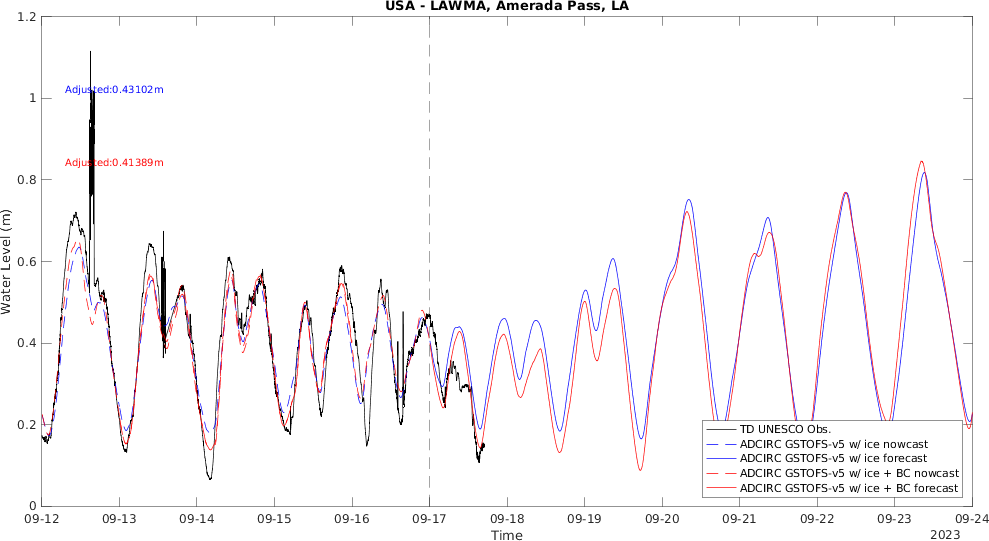 USA - LAWMA, Amerada Pass, LA
1.2
1
0.8
0.6
0.4
0.2
0
Water Level (m)
Adjusted:0.43102m
Adjusted:0.41389m
TD UNESCO Obs.
ADCIRC GSTOFS-v5 w/ ice nowcast
ADCIRC GSTOFS-v5 w/ ice forecast
ADCIRC GSTOFS-v5 w/ ice + BC nowcast
ADCIRC GSTOFS-v5 w/ ice + BC forecast
09-12 09-13 09-14 09-15 09-16 09-17 09-18 09-19 09-20 09-21 09-22 09-23 09-24
Time
2023